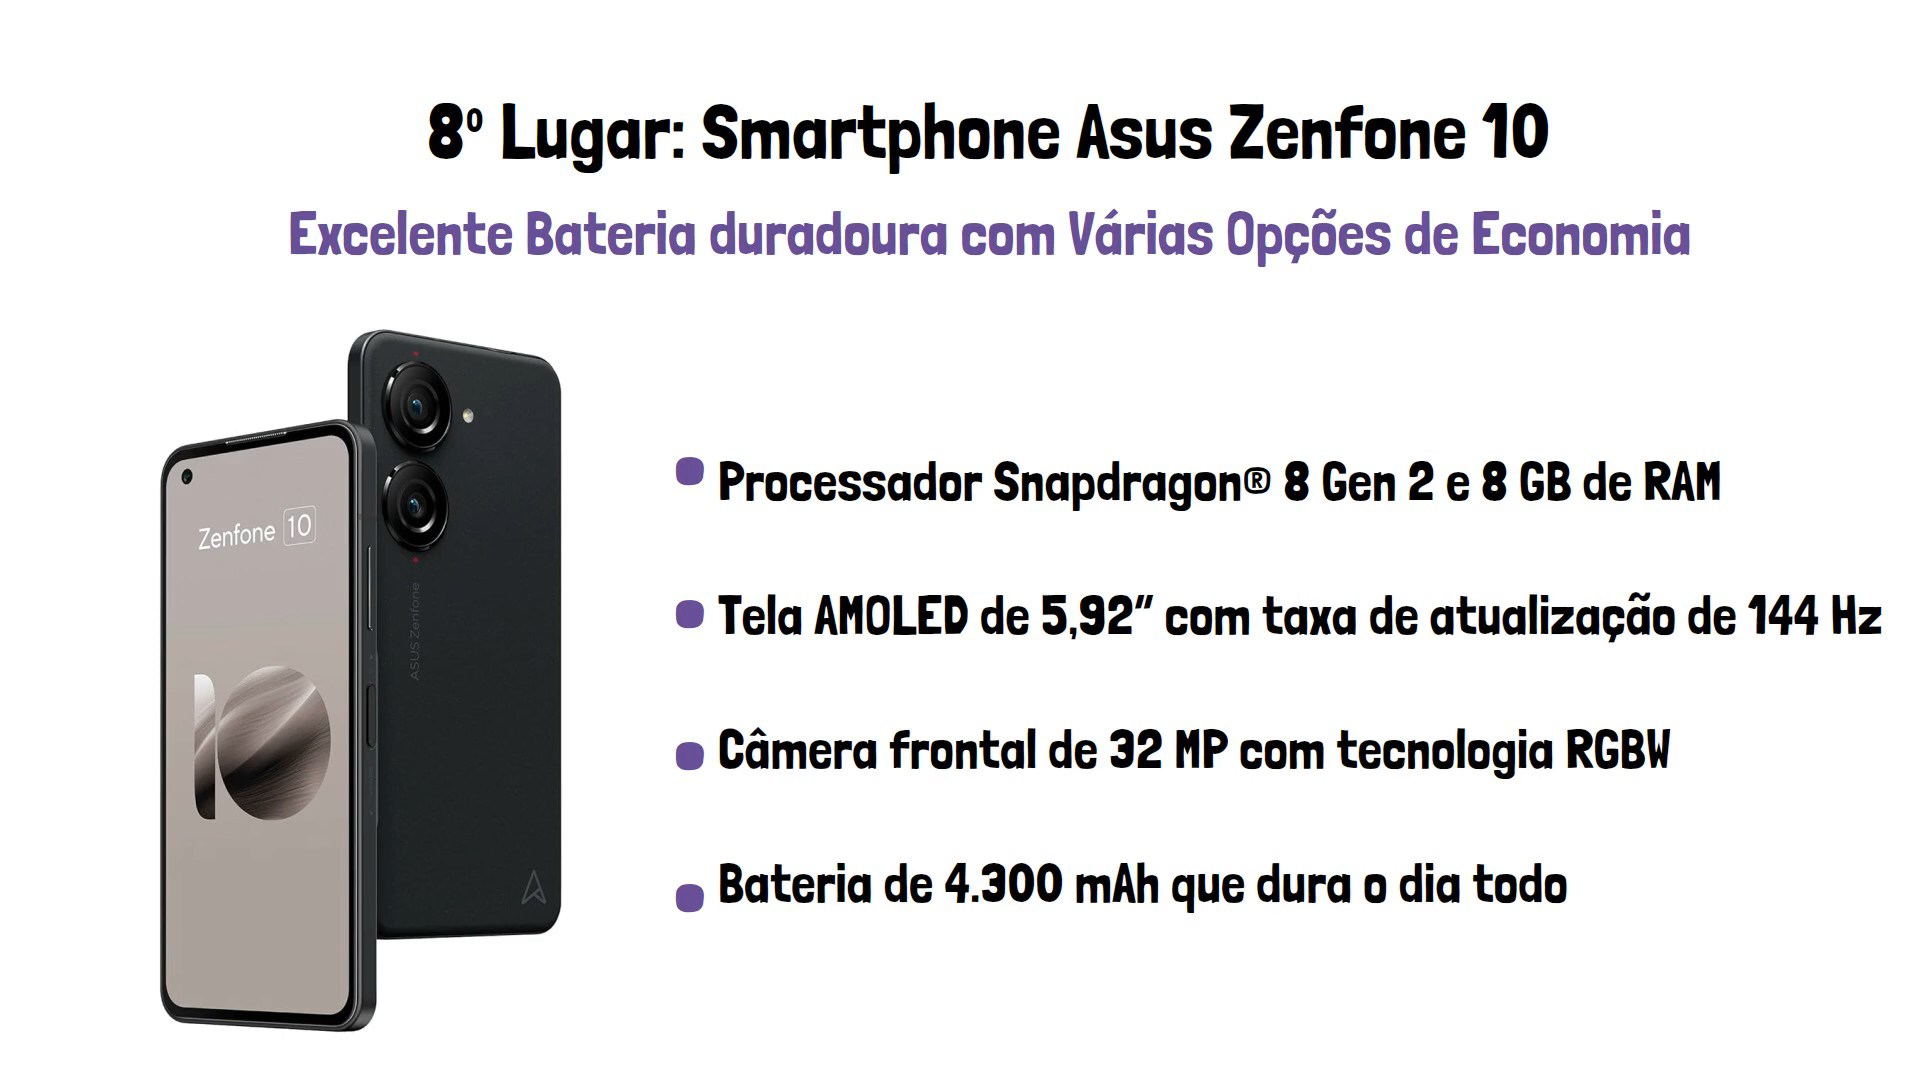 8º Lugar: Smartphone Asus Zenfone 10
Excelente Bateria duradoura com Várias Opções de Economia
Zenfone 10
10
ASUS Zenfone
Processador Snapdragon® 8 Gen 2 e 8 GB de RAM
Tela AMOLED de 5,92” com taxa de atualização de 144 Hz
Câmera frontal de 32 MP com tecnologia RGBW
Bateria de 4.300 mAh que dura o dia todo